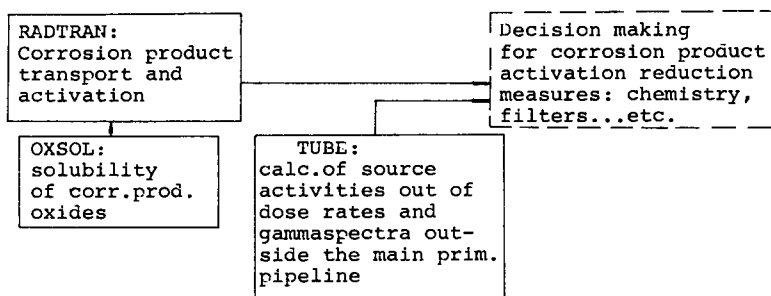 RADTRAN:
Corrosion product
transport and
activation
Decision making
for corrosion product
activation reduction
measures: chemistry,
filters...etc.
OXSOL:
solubility
of corr.prod.
oxides
TUBE:
calc.of source
activities out of
dose rates and
gammaspectra out-
side the main prim.
pipeline